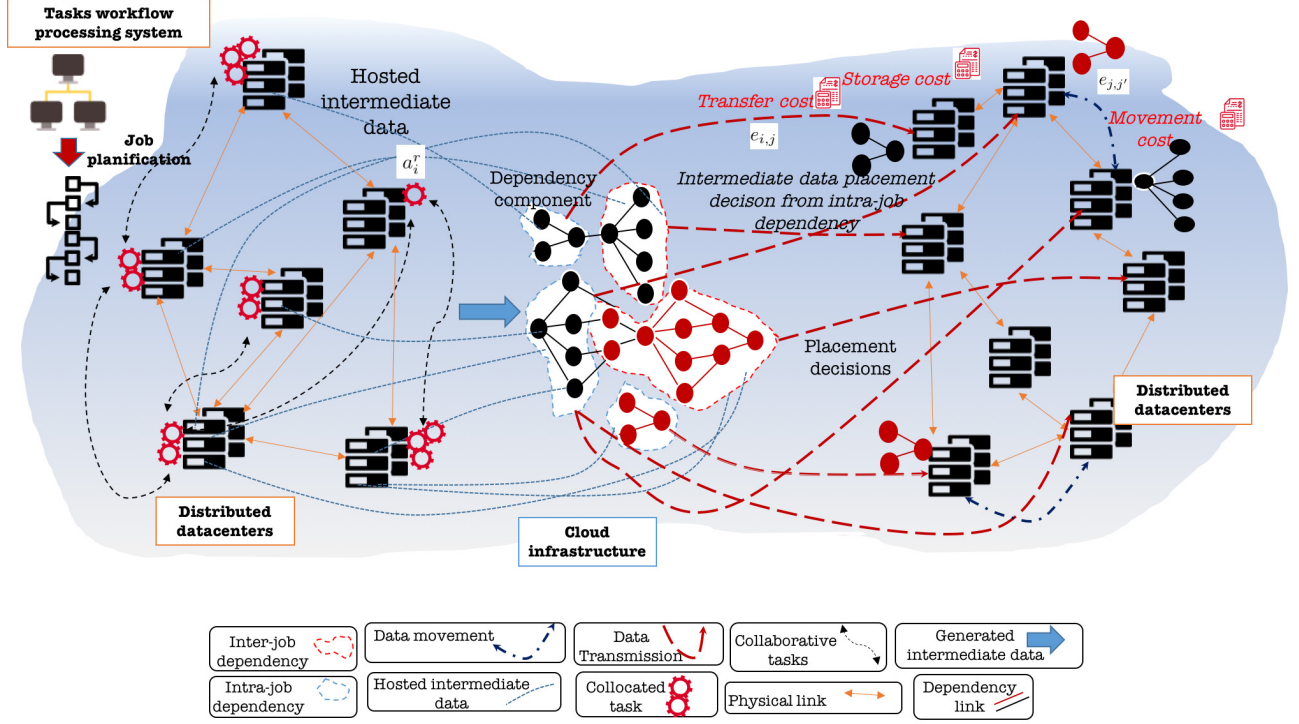 Tasks workflow
processing system
Job
planification
Hosted
intermediate
data
$a_i^r$
Dependency
component
Transfer cost
Storage cost
$e_{i,j}$
$e_{j,j'}$
Movement
cost
Intermediate data placement
decison from intra-job
dependency
Placement
decisions
Distributed
datacenters
Distributed
datacenters
Cloud
infrastructure
Inter-job
dependency
Data movement
Data
Transmission
Collaborative
tasks
Generated
intermediate data
Intra-job
dependency
Hosted intermediate
data
Collocated
task
Physical link
Dependency
link